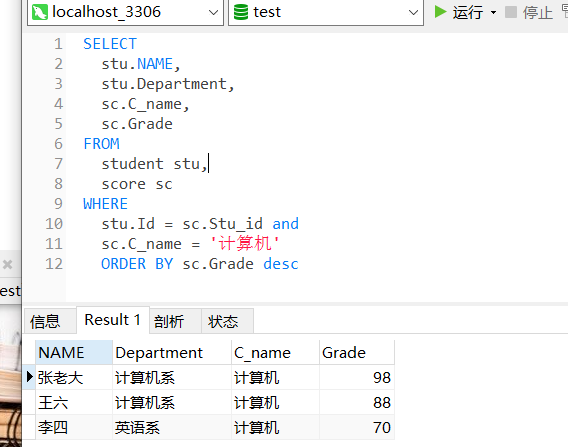 localhost_3306 test 运行 停止
1 SELECT
2 stu.NAME,
3 stu.Department,
4 sc.C_name,
5 sc.Grade
6 FROM
7 student stu,
8 score sc
9 WHERE
10 stu.Id = sc.Stu_id and
11 sc.C_name = '计算机'
12 ORDER BY sc.Grade desc
est
信息 Result 1 剖析 状态
NAME Department C_name Grade
张老大 计算机系 计算机 98
王六 计算机系 计算机 88
李四 英语系 计算机 70